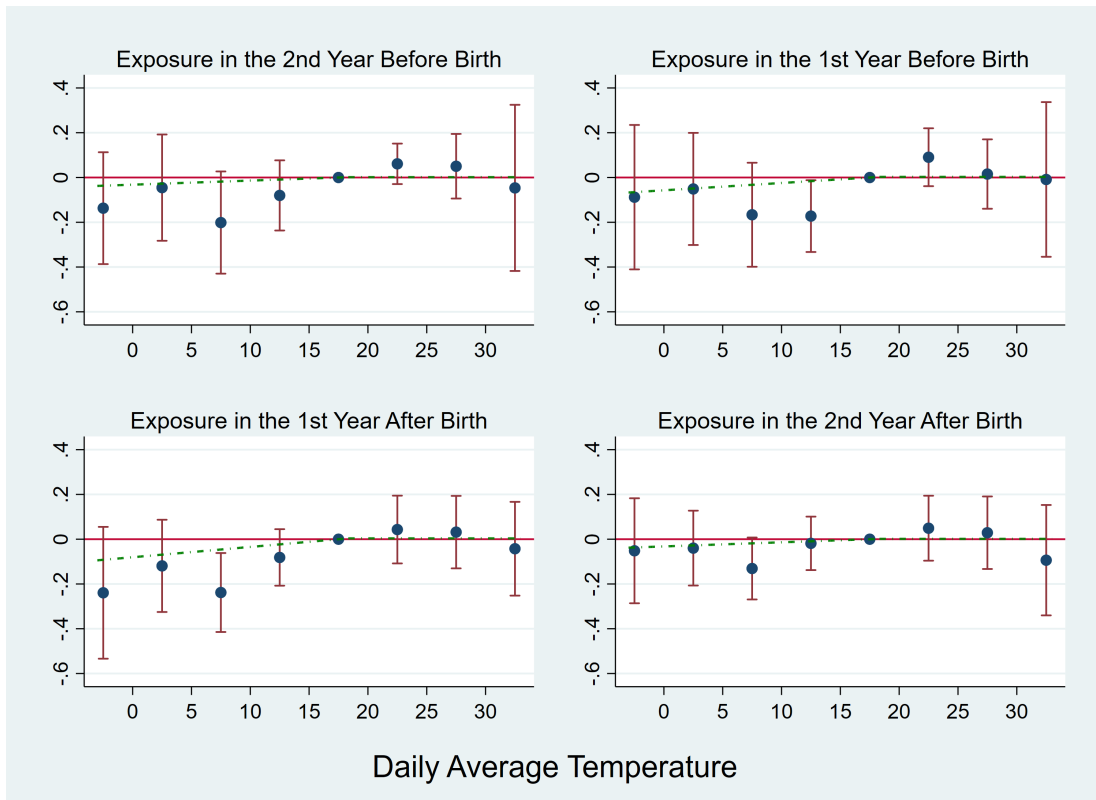 Exposure in the 2nd Year Before Birth
.4
.2
0
-.2
-.4
-.6
0 5 10 15 20 25 30
Exposure in the 1st Year Before Birth
.4
.2
0
-.2
-.4
-.6
0 5 10 15 20 25 30
Exposure in the 1st Year After Birth
.4
.2
0
-.2
-.4
-.6
0 5 10 15 20 25 30
Exposure in the 2nd Year After Birth
.4
.2
0
-.2
-.4
-.6
0 5 10 15 20 25 30
Daily Average Temperature